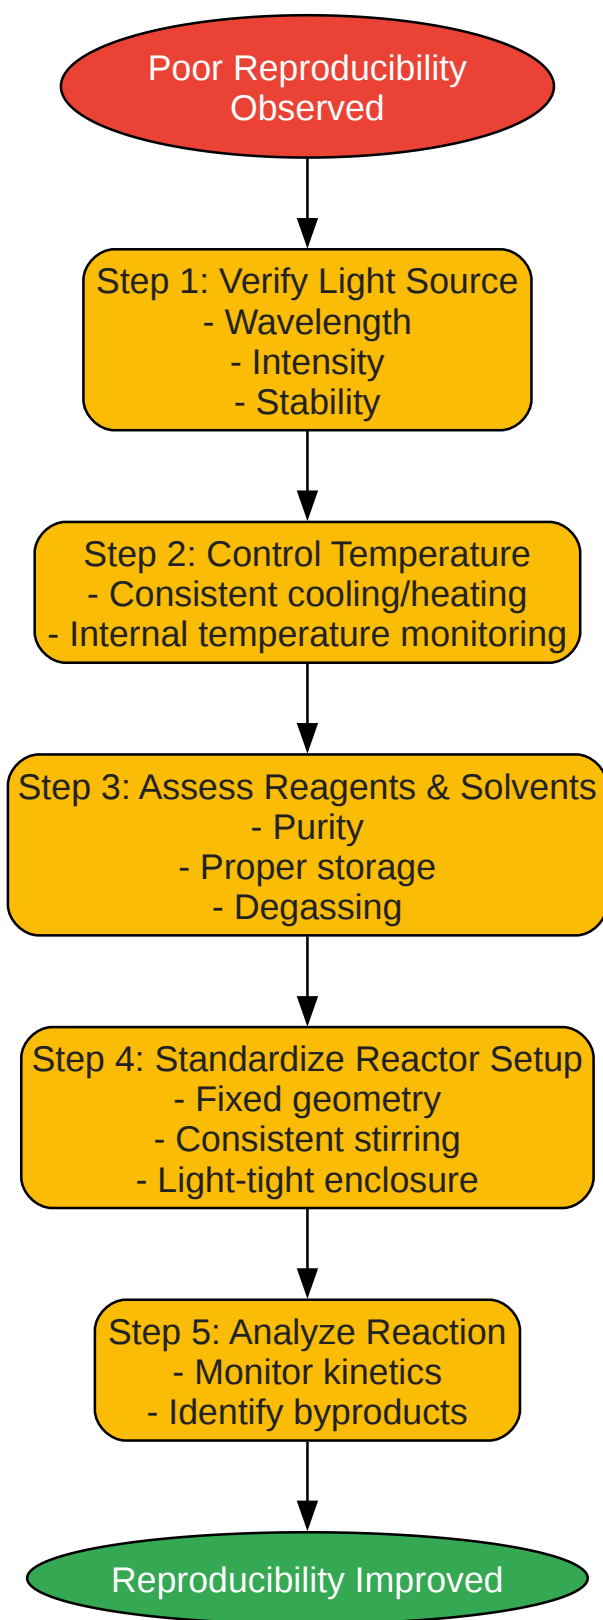 Poor Reproducibility
Observed
Step 1: Verify Light Source
- Wavelength
- Intensity
- Stability
Step 2: Control Temperature
- Consistent cooling/heating
- Internal temperature monitoring
Step 3: Assess Reagents & Solvents
- Purity
- Proper storage
- Degassing
Step 4: Standardize Reactor Setup
- Fixed geometry
- Consistent stirring
- Light-tight enclosure
Step 5: Analyze Reaction
- Monitor kinetics
- Identify byproducts
Reproducibility Improved